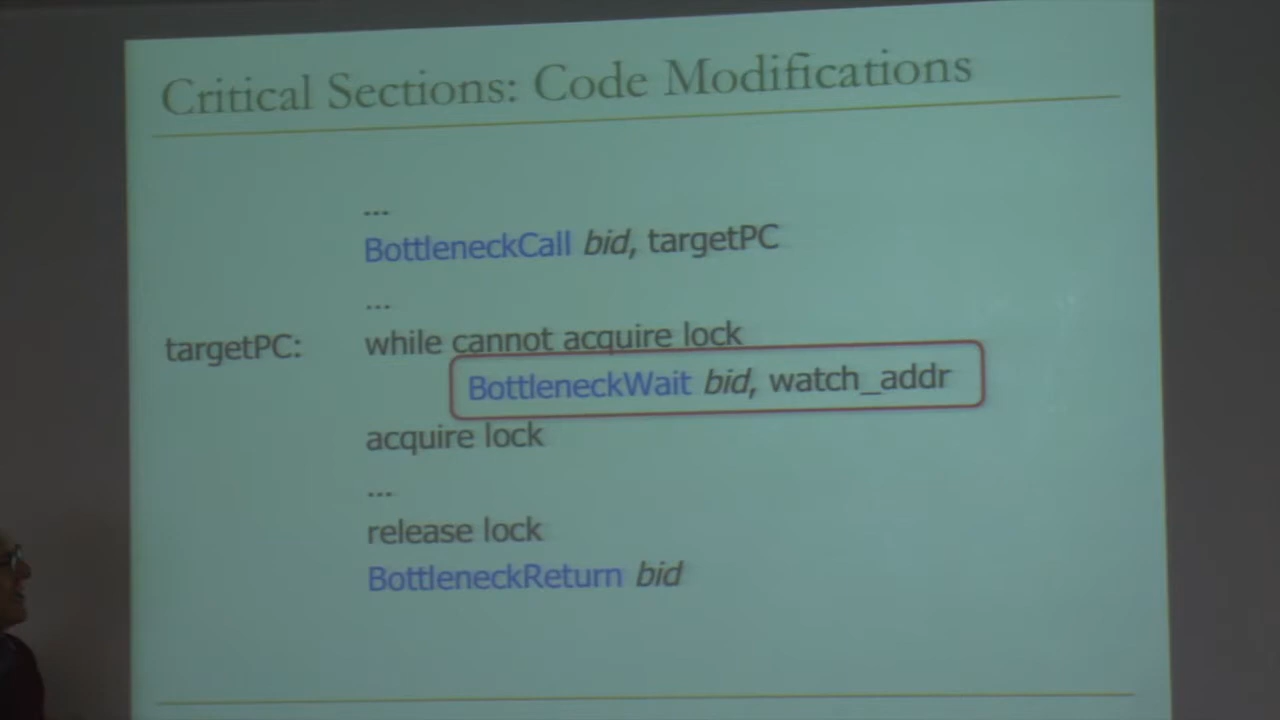 Critical Sections: Code Modifications
...
BottleneckCall bid, targetPC
...
targetPC: while cannot acquire lock
BottleneckWait bid, watch_addr
acquire lock
...
release lock
BottleneckReturn bid